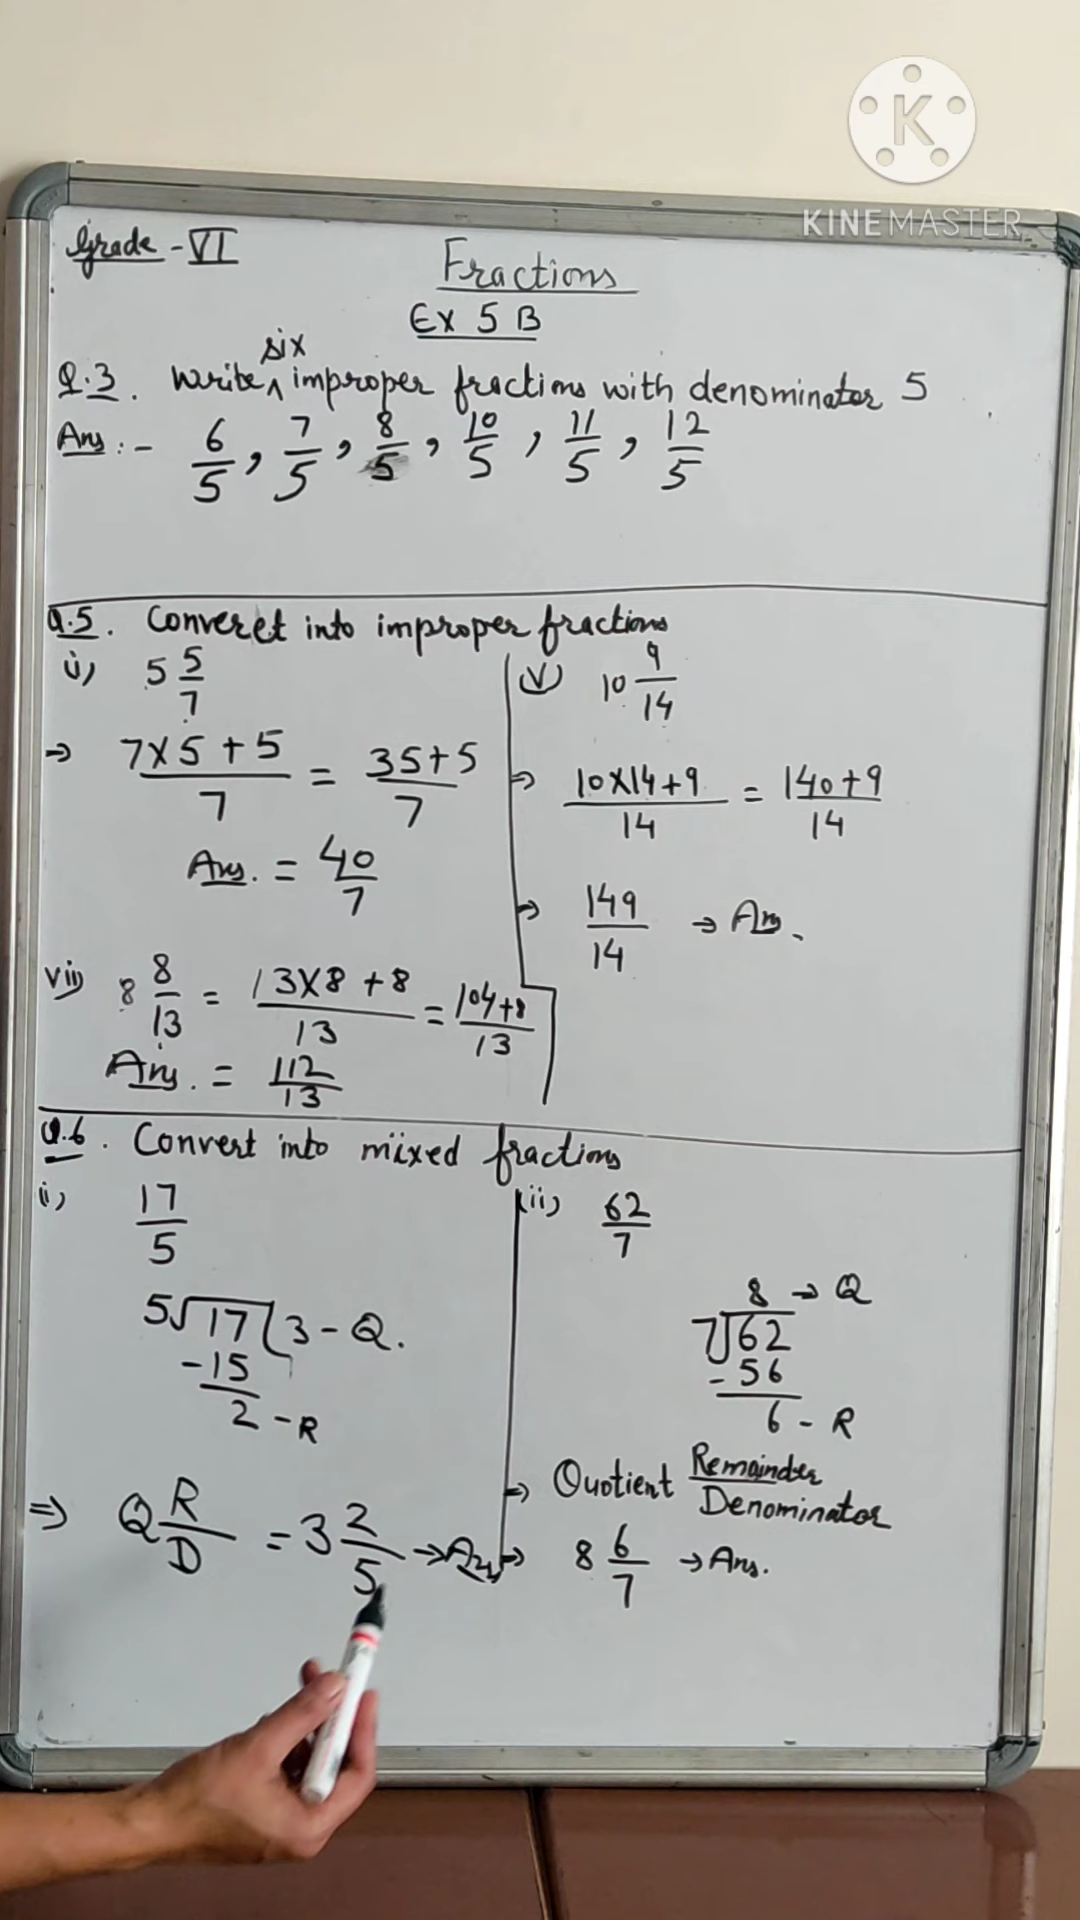 K
KINEMASTER
Grade - VI
Fractions
Ex 5 B
Q.3. Write ^ six improper fractions with denominator 5
Ans :- 6/5, 7/5, 8/5, 10/5, 11/5, 12/5
Q.5. Converet into improper fractions
i) 5 5/7
⇒ 7×5+5/7 = 35+5/7
Ans. = 40/7
V) 10 9/14
⇒ 10×14+9/14 = 140+9/14
⇒ 149/14 → Ans.
vii) 8 8/13 = 13×8+8/13 = 104+8/13
Ans. = 112/13
Q.6. Convert into miixed fractions
i) 17/5
5√17(3 - Q.
-15
2 - R
⇒ Q R/D = 3 2/5 → Ans
(ii) 62/7
8 → Q
7√62
- 56
6 - R
⇒ Quotient Remainder/Denominator
⇒ 8 6/7 → Ans.